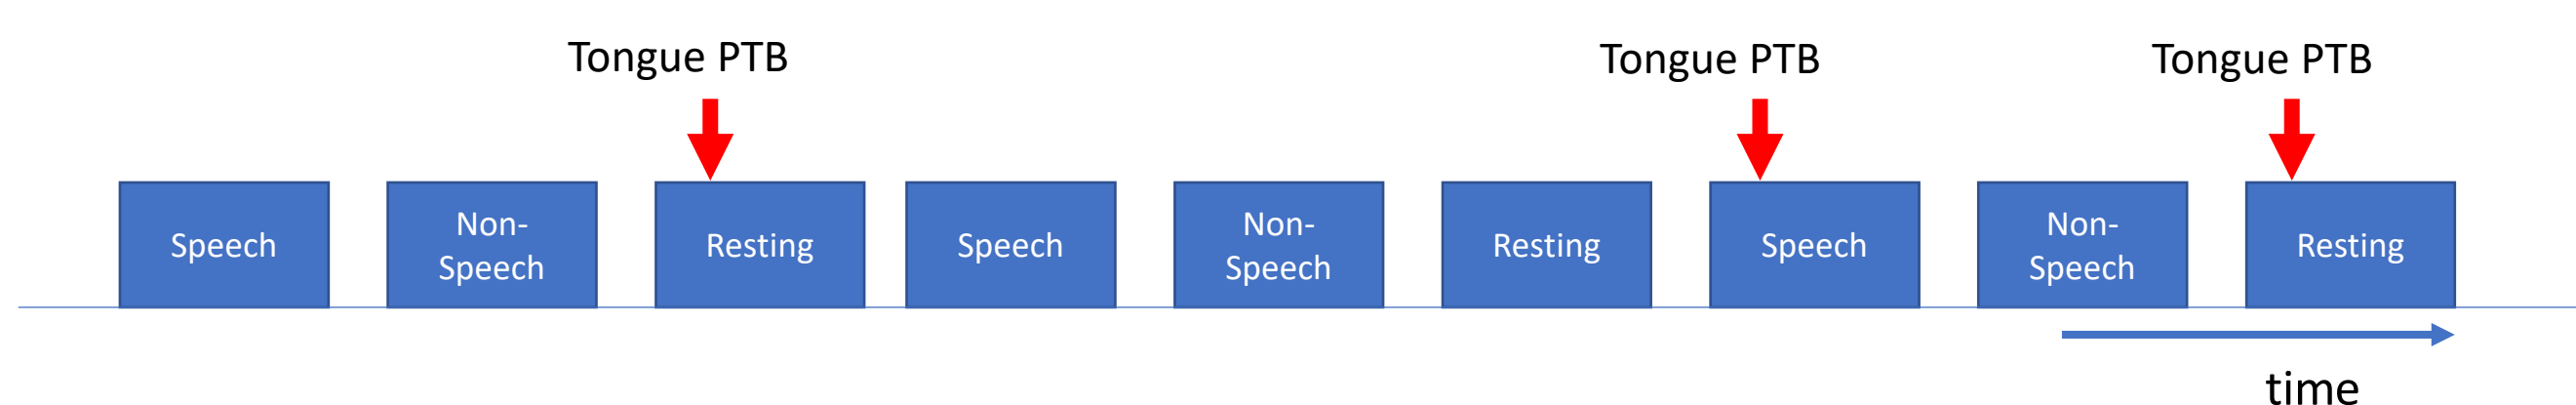 Tongue PTB
Tongue PTB
Tongue PTB
Speech
Non-
Speech
Resting
Speech
Non-
Speech
Resting
Speech
Non-
Speech
Resting
time